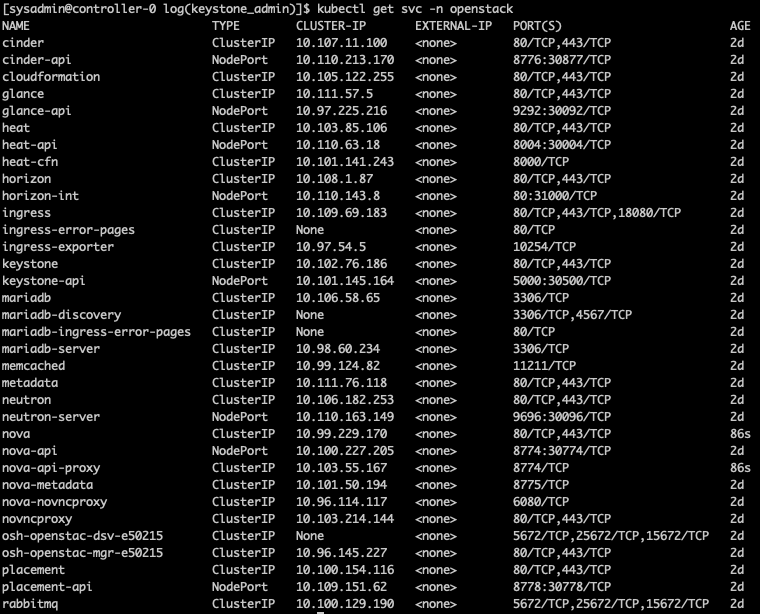 [sysadmin@controller-0 log(keystone_admin)]$ kubectl get svc -n openstack
NAME TYPE CLUSTER-IP EXTERNAL-IP PORT(S) AGE
cinder ClusterIP 10.107.11.100 <none> 80/TCP,443/TCP 2d
cinder-api NodePort 10.110.213.170 <none> 8776:30877/TCP 2d
cloudformation ClusterIP 10.105.122.255 <none> 80/TCP,443/TCP 2d
glance ClusterIP 10.111.57.5 <none> 80/TCP,443/TCP 2d
glance-api NodePort 10.97.225.216 <none> 9292:30092/TCP 2d
heat ClusterIP 10.103.85.106 <none> 80/TCP,443/TCP 2d
heat-api NodePort 10.110.63.18 <none> 8004:30004/TCP 2d
heat-cfn ClusterIP 10.101.141.243 <none> 8000/TCP 2d
horizon ClusterIP 10.108.1.87 <none> 80/TCP,443/TCP 2d
horizon-int NodePort 10.110.143.8 <none> 80:31000/TCP 2d
ingress ClusterIP 10.109.69.183 <none> 80/TCP,443/TCP,18080/TCP 2d
ingress-error-pages ClusterIP None <none> 80/TCP 2d
ingress-exporter ClusterIP 10.97.54.5 <none> 10254/TCP 2d
keystone ClusterIP 10.102.76.186 <none> 80/TCP,443/TCP 2d
keystone-api NodePort 10.101.145.164 <none> 5000:30500/TCP 2d
mariadb ClusterIP 10.106.58.65 <none> 3306/TCP 2d
mariadb-discovery ClusterIP None <none> 3306/TCP,4567/TCP 2d
mariadb-ingress-error-pages ClusterIP None <none> 80/TCP 2d
mariadb-server ClusterIP 10.98.60.234 <none> 3306/TCP 2d
memcached ClusterIP 10.99.124.82 <none> 11211/TCP 2d
metadata ClusterIP 10.111.76.118 <none> 80/TCP,443/TCP 2d
neutron ClusterIP 10.106.182.253 <none> 80/TCP,443/TCP 2d
neutron-server NodePort 10.110.163.149 <none> 9696:30096/TCP 2d
nova ClusterIP 10.99.229.170 <none> 80/TCP,443/TCP 86s
nova-api NodePort 10.100.227.205 <none> 8774:30774/TCP 2d
nova-api-proxy ClusterIP 10.103.55.167 <none> 8774/TCP 86s
nova-metadata ClusterIP 10.101.50.194 <none> 8775/TCP 2d
nova-novncproxy ClusterIP 10.96.114.117 <none> 6080/TCP 2d
novncproxy ClusterIP 10.103.214.144 <none> 80/TCP,443/TCP 2d
osh-openstac-dsv-e50215 ClusterIP None <none> 5672/TCP,25672/TCP,15672/TCP 2d
osh-openstac-mgr-e50215 ClusterIP 10.96.145.227 <none> 80/TCP,443/TCP 2d
placement ClusterIP 10.100.154.116 <none> 80/TCP,443/TCP 2d
placement-api NodePort 10.109.151.62 <none> 8778:30778/TCP 2d
rabbitmq ClusterIP 10.100.129.190 <none> 5672/TCP,25672/TCP,15672/TCP 2d